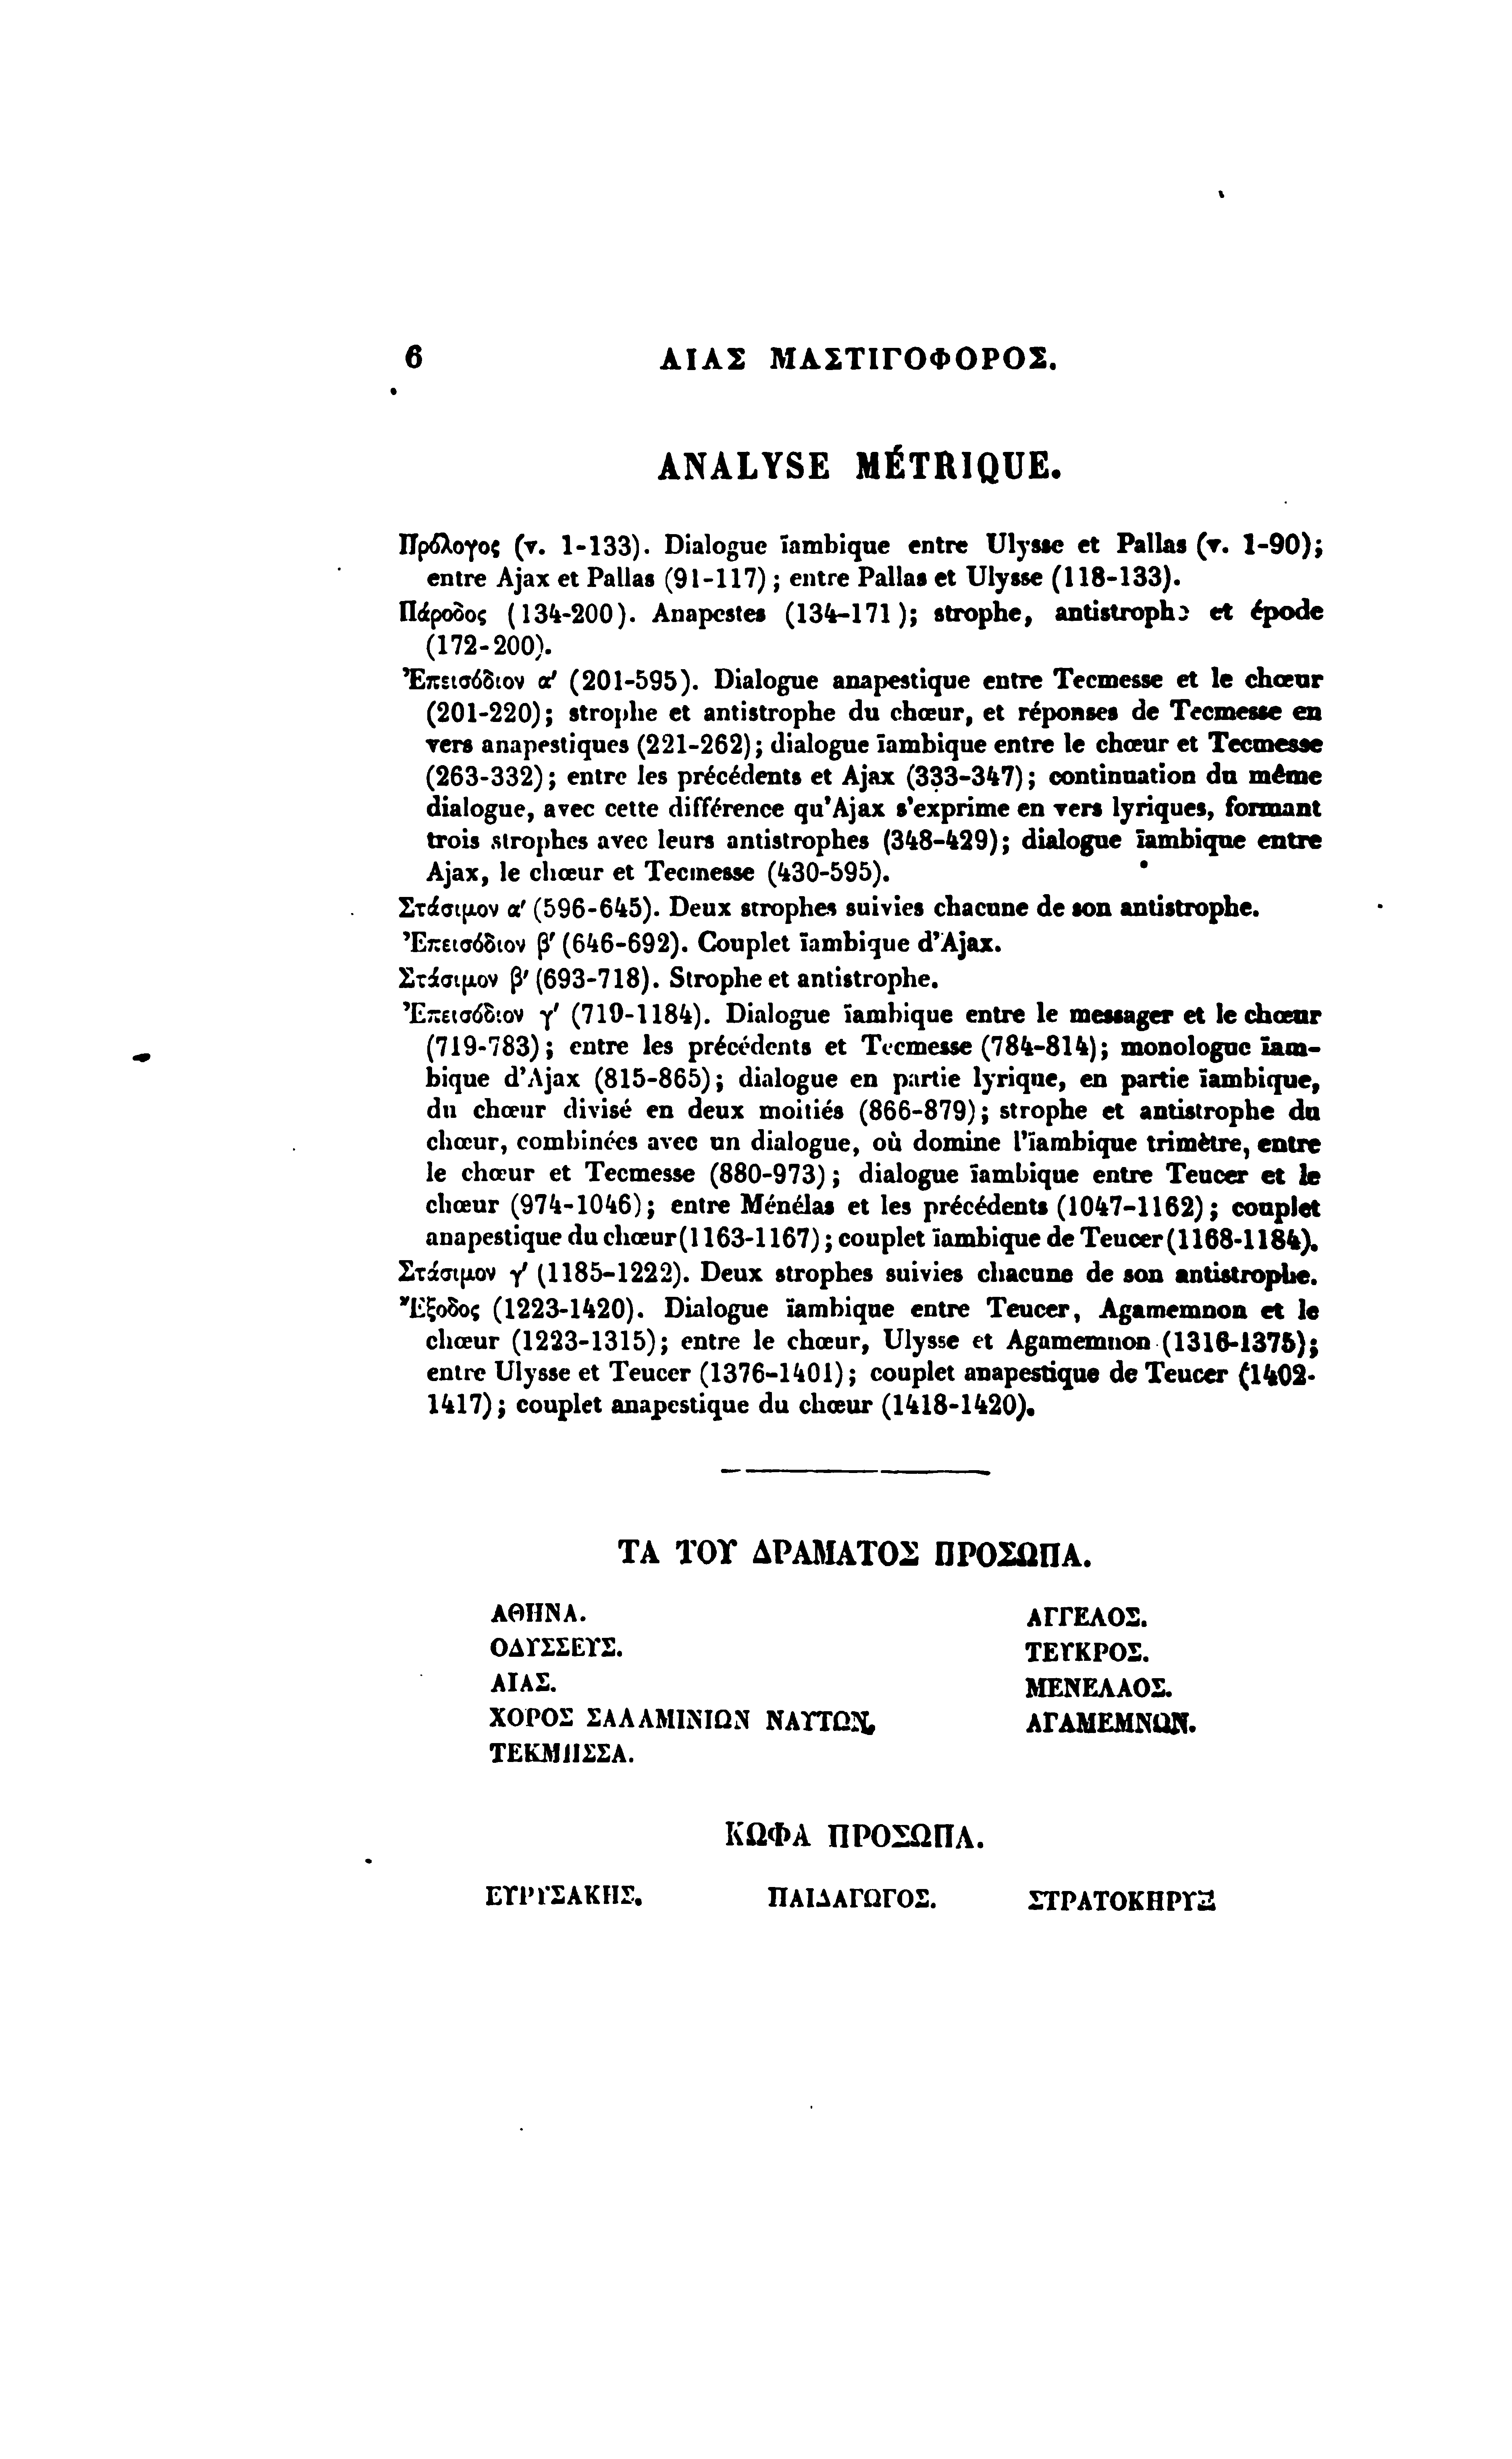 6 ΑΙΑΣ ΜΑΣΤΙΓΟΦΟΡΟΣ.
ANALYSE MÉTRIQUE.
Πρόλογος (v. 1-133). Dialogue ïambique entre Ulysse et Pallas (v. 1-90);
entre Ajax et Pallas (91-117); entre Pallas et Ulysse (118-133).
Πάροδος (134-200). Anapestes (134-171); strophe, antistrophe et épode
(172-200).
Ἐπεισόδιον α′ (201-595). Dialogue anapestique entre Tecmesse et le chœur
(201-220); strophe et antistrophe du chœur, et réponses de Tecmesse en
vers anapestiques (221-262); dialogue ïambique entre le chœur et Tecmesse
(263-332); entre les précédents et Ajax (333-347); continuation du même
dialogue, avec cette différence qu'Ajax s'exprime en vers lyriques, formant
trois strophes avec leurs antistrophes (348-429); dialogue ïambique entre
Ajax, le chœur et Tecmesse (430-595).
Στάσιμον α′ (596-645). Deux strophes suivies chacune de son antistrophe.
Ἐπεισόδιον β′ (646-692). Couplet ïambique d'Ajax.
Στάσιμον β′ (693-718). Strophe et antistrophe.
Ἐπεισόδιον γ′ (719-1184). Dialogue ïambique entre le messager et le chœur
(719-783); entre les précédents et Tecmesse (784-814); monologue ïam-
bique d'Ajax (815-865); dialogue en partie lyrique, en partie ïambique,
du chœur divisé en deux moitiés (866-879); strophe et antistrophe du
chœur, combinées avec un dialogue, où domine l'ïambique trimètre, entre
le chœur et Tecmesse (880-973); dialogue ïambique entre Teucer et le
chœur (974-1046); entre Ménélas et les précédents (1047-1162); couplet
anapestique du chœur (1163-1167); couplet ïambique de Teucer (1168-1184).
Στάσιμον γ′ (1185-1222). Deux strophes suivies chacune de son antistrophe.
Ἔξοδος (1223-1420). Dialogue ïambique entre Teucer, Agamemnon et le
chœur (1223-1315); entre le chœur, Ulysse et Agamemnon (1316-1375);
entre Ulysse et Teucer (1376-1401); couplet anapestique de Teucer (1402-
1417); couplet anapestique du chœur (1418-1420).
ΤΑ ΤΟΥ ΔΡΑΜΑΤΟΣ ΠΡΟΣΩΠΑ.
ΑΘΗΝΑ.
ΟΔΥΣΣΕΥΣ.
ΑΙΑΣ.
ΧΟΡΟΣ ΣΑΛΑΜΙΝΙΩΝ ΝΑΥΤΩΝ.
ΤΕΚΜΗΣΣΑ.
ΑΓΓΕΛΟΣ.
ΤΕΥΚΡΟΣ.
ΜΕΝΕΛΑΟΣ.
ΑΓΑΜΕΜΝΩΝ.
ΚΩΦΑ ΠΡΟΣΩΠΑ.
ΕΥΡΥΣΑΚΗΣ. ΠΑΙΔΑΓΩΓΟΣ. ΣΤΡΑΤΟΚΗΡΥΞ